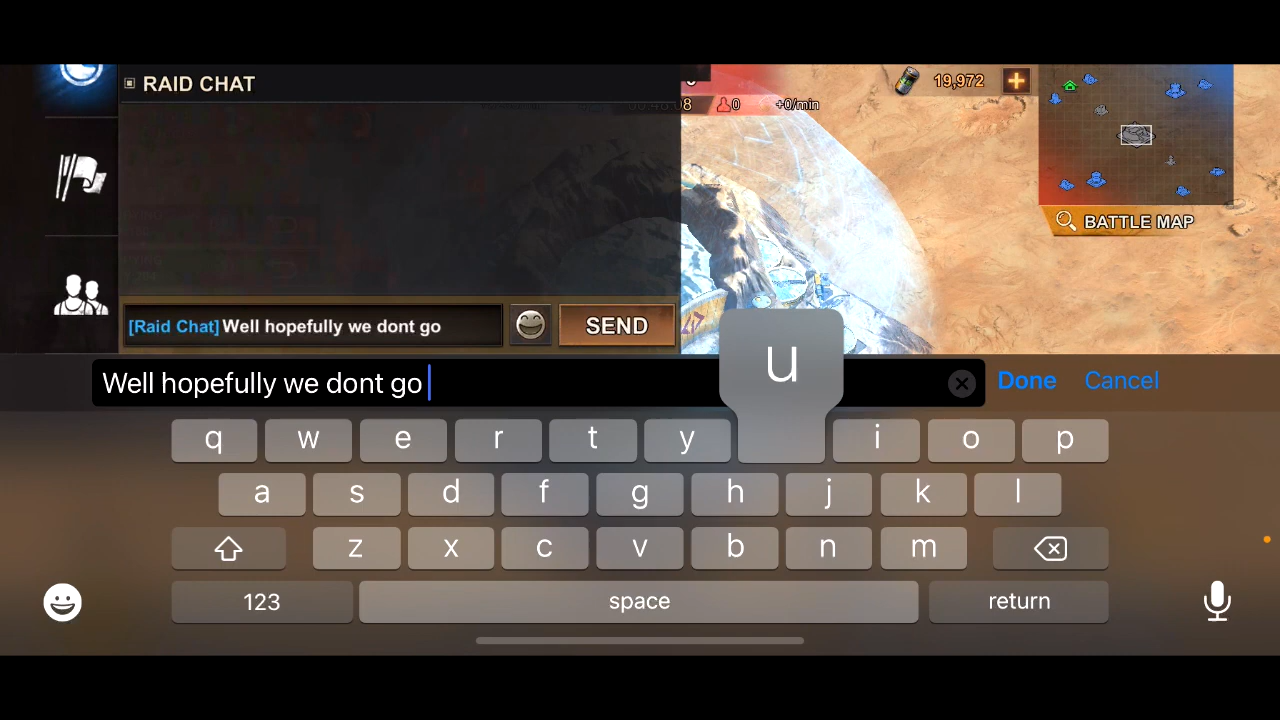 RAID CHAT
0
+0/min
19,972
BATTLE MAP
[Raid Chat] Well hopefully we dont go
SEND
Well hopefully we dont go
Done
Cancel
u
q w e r t y i o p
a s d f g h j k l
z x c v b n m
123
space
return